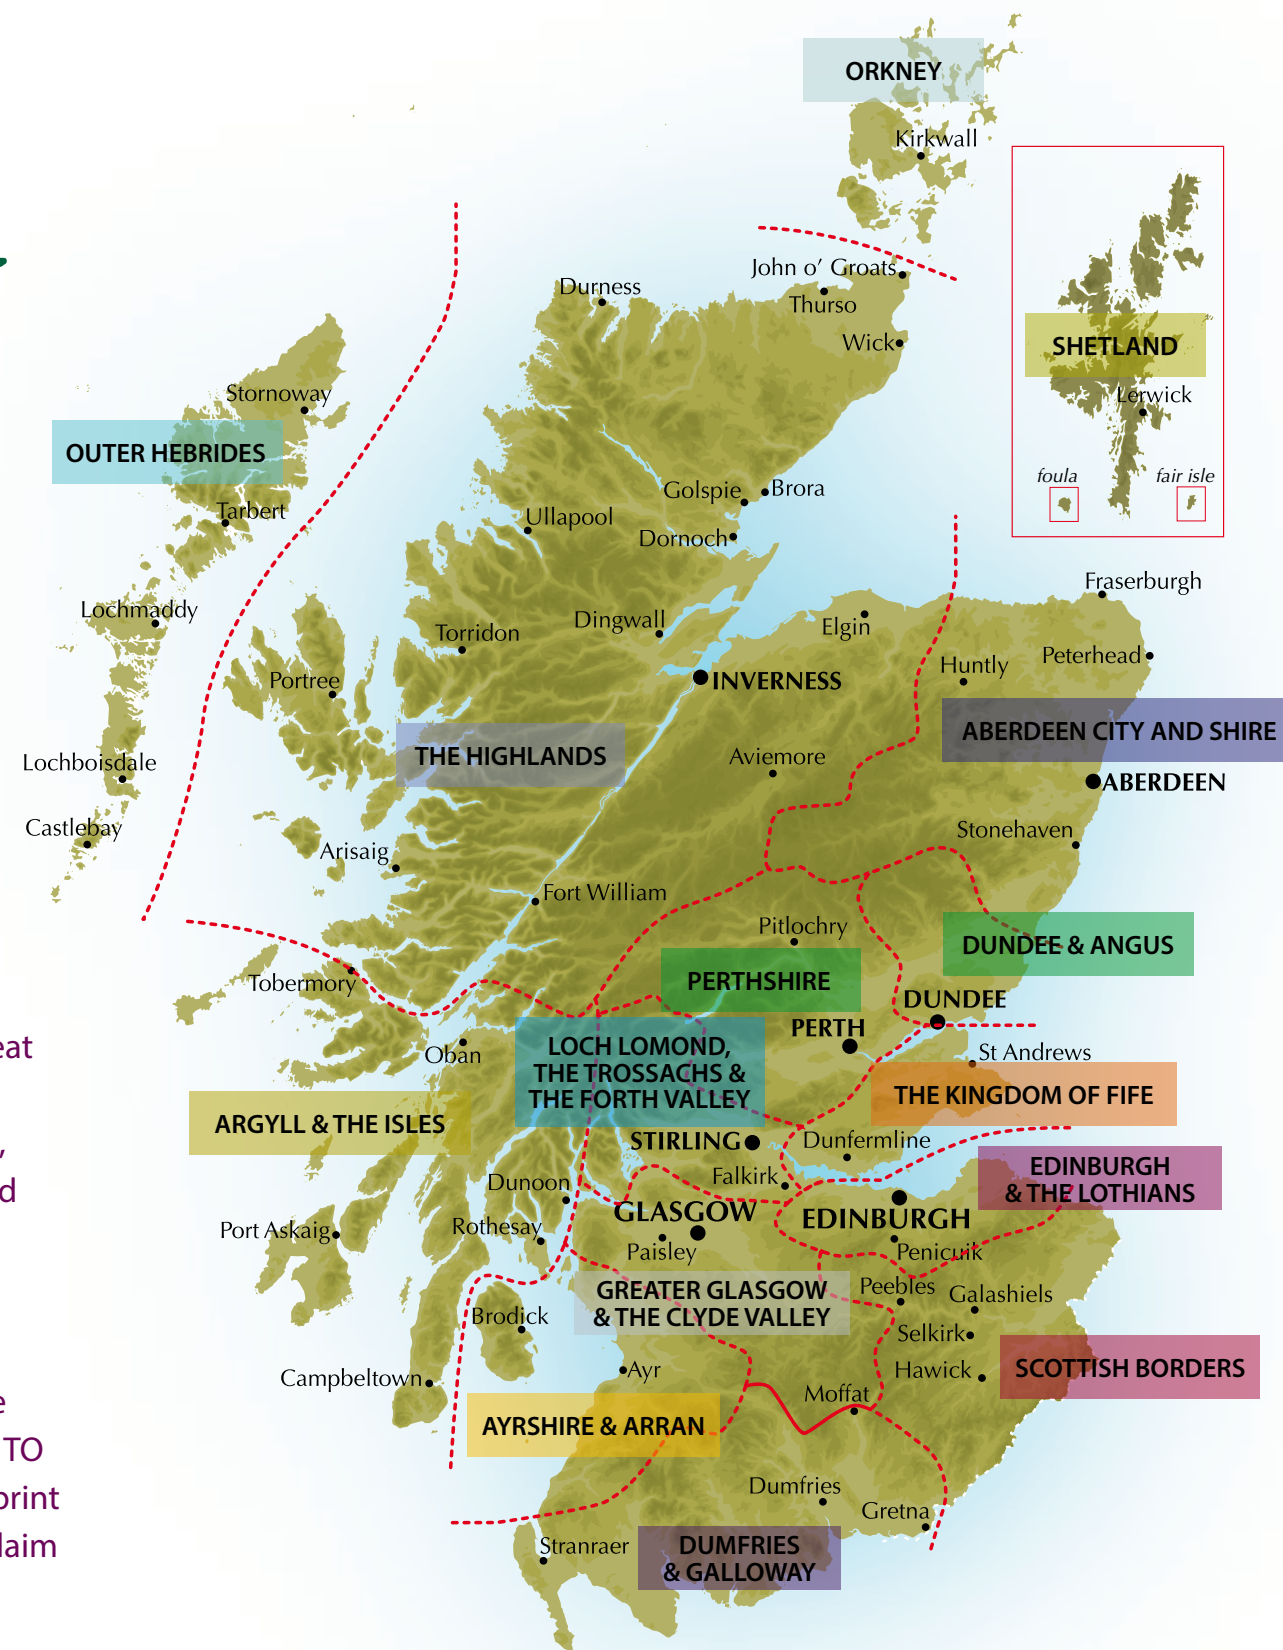 ORKNEY
Kirkwall
John o’ Groats
Durness
Thurso
Wick
SHETLAND
Lerwick
foula
fair isle
Stornoway
OUTER HEBRIDES
Tarbert
Golspie
Brora
Ullapool
Dornoch
Fraserburgh
Lochmaddy
Dingwall
Elgin
Torridon
Huntly
Peterhead
Portree
INVERNESS
ABERDEEN CITY AND SHIRE
THE HIGHLANDS
Aviemore
Lochboisdale
ABERDEEN
Castlebay
Stonehaven
Arisaig
Fort William
Pitlochry
DUNDEE & ANGUS
Tobermory
PERTHSHIRE
DUNDEE
PERTH
eat
Oban
LOCH LOMOND,
THE TROSSACHS &
THE FORTH VALLEY
St Andrews
THE KINGDOM OF FIFE
ARGYLL & THE ISLES
STIRLING
Dunfermline
,
d
Falkirk
EDINBURGH
& THE LOTHIANS
Dunoon
GLASGOW
EDINBURGH
Port Askaig
Rothesay
Paisley
Penicuik
GREATER GLASGOW
& THE CLYDE VALLEY
Peebles
Galashiels
Brodick
Selkirk
Campbeltown
Ayr
Hawick
SCOTTISH BORDERS
Moffat
e
AYRSHIRE & ARRAN
TO
Dumfries
print
Gretna
laim
Stranraer
DUMFRIES
& GALLOWAY